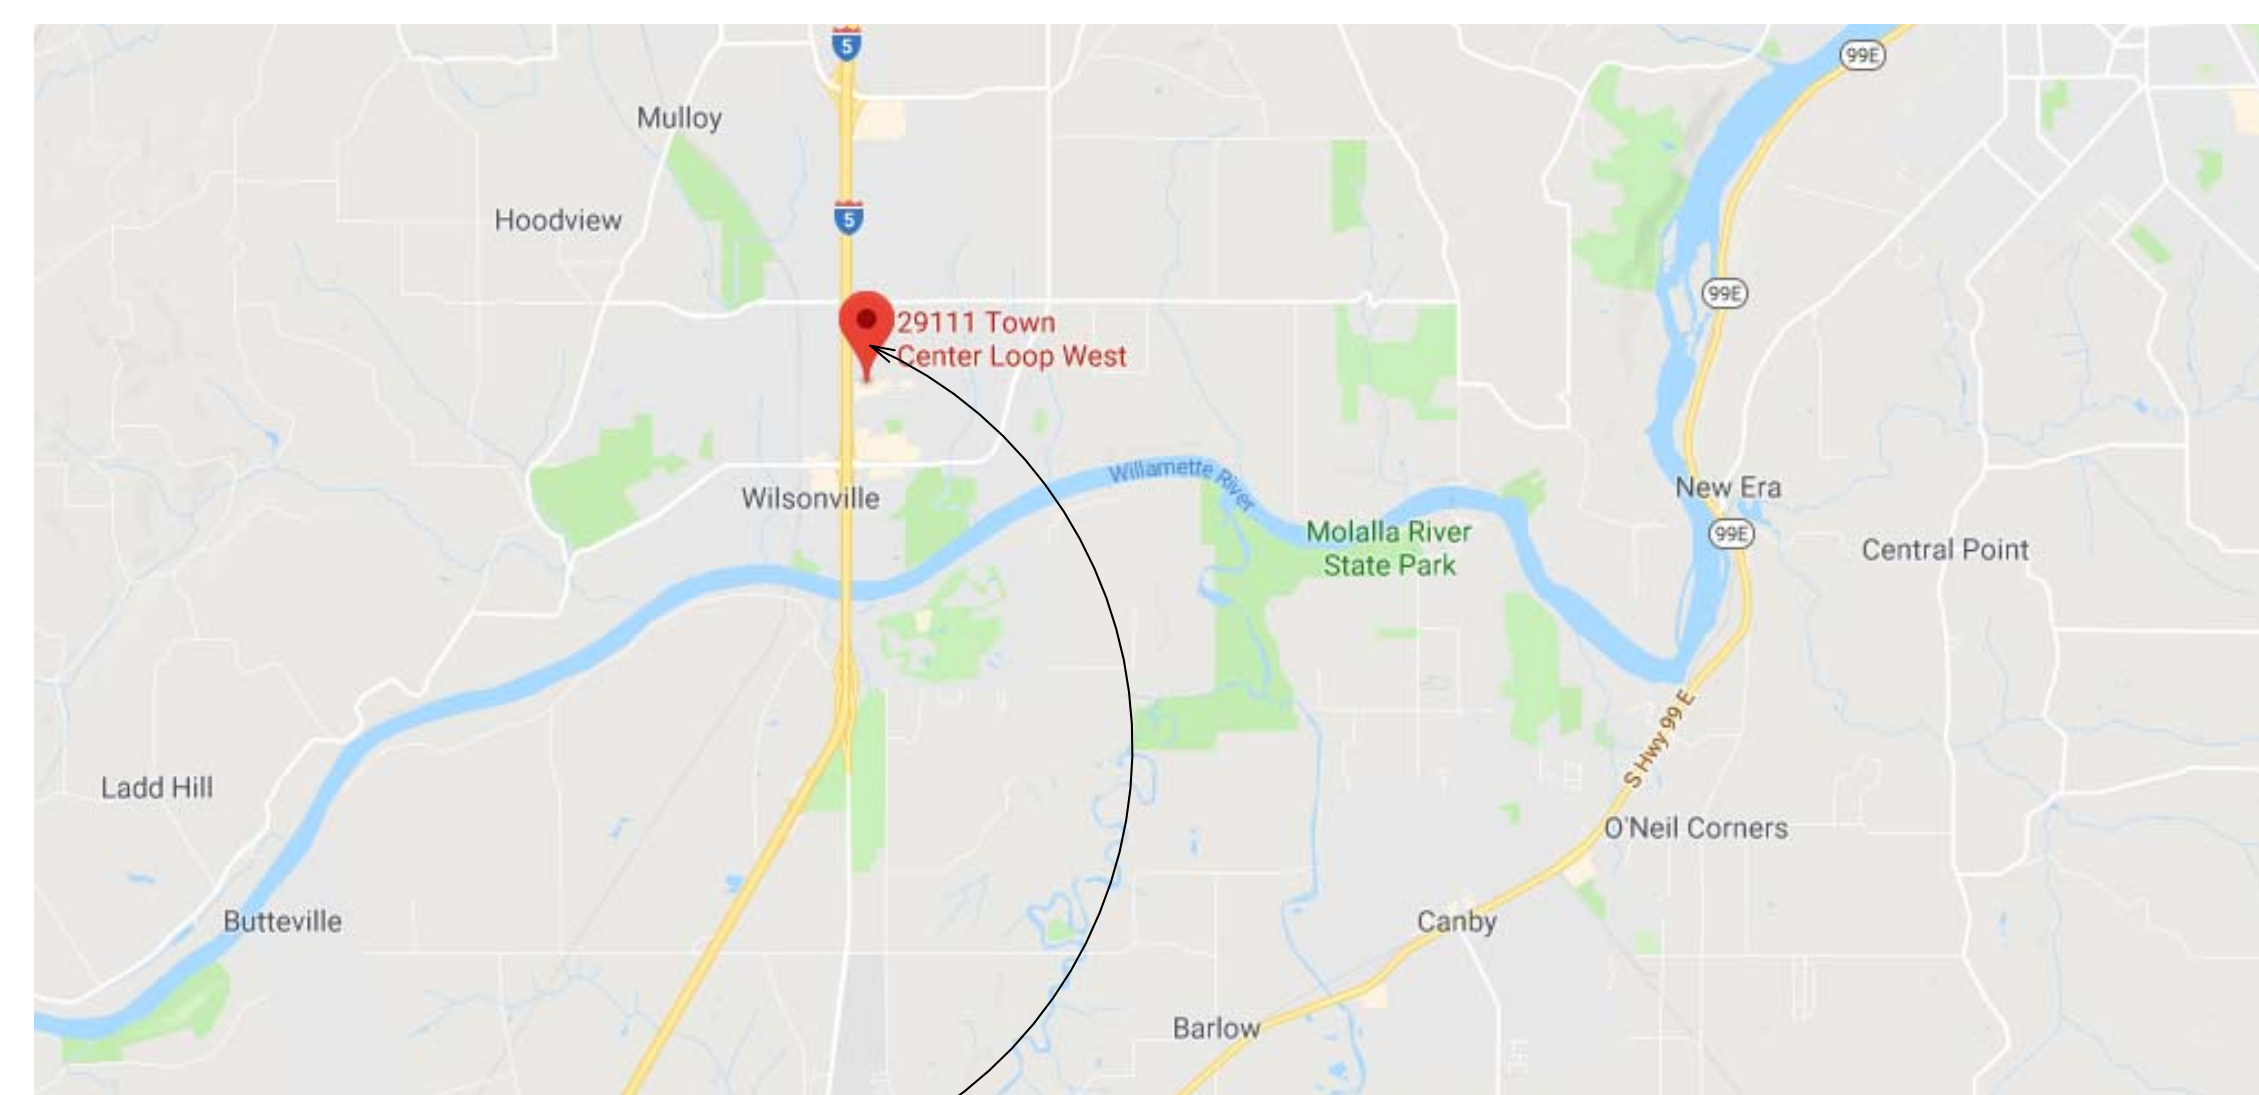 5
99E
Mulloy
5
Hoodview
99E
29111 Town
Center Loop West
Willamette River
New Era
Wilsonville
Molalla River
State Park
99E
Central Point
S Hwy 99 E
Ladd Hill
O'Neil Corners
Butteville
Canby
Barlow